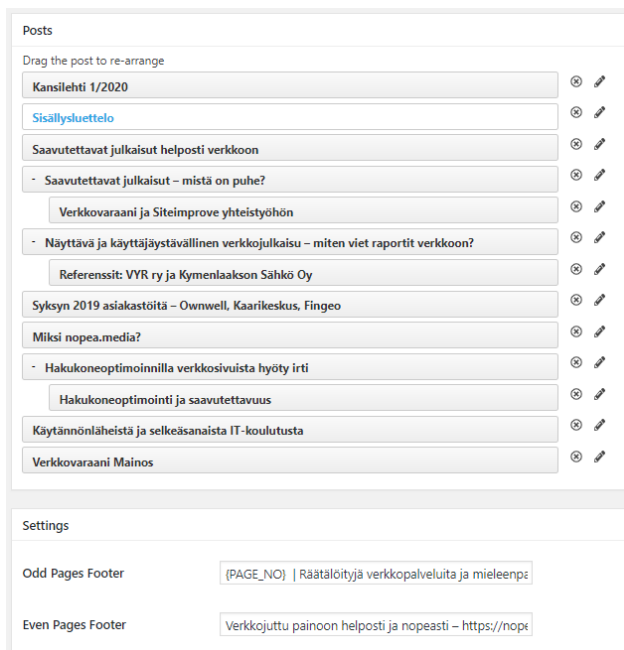 Posts
Drag the post to re-arrange
Kansilehti 1/2020
Sisällysluettelo
Saavutettavat julkaisut helposti verkkoon
- Saavutettavat julkaisut – mistä on puhe?
Verkkovaraani ja Siteimprove yhteistyöhön
- Näyttävä ja käyttäjäystävällinen verkkojulkaisu – miten viet raportit verkkoon?
Referenssit: VYR ry ja Kymenlaakson Sähkö Oy
Syksyn 2019 asiakastöitä – Ownwell, Kaarikeskus, Fingeo
Miksi nopea.media?
- Hakukoneoptimoinnilla verkkosivuista hyöty irti
Hakukoneoptimointi ja saavutettavuus
Käytännönläheistä ja selkeäsanaista IT-koulutusta
Verkkovaraani Mainos
Settings
Odd Pages Footer {PAGE_NO} | Räätälöityjä verkkopalveluita ja mieleenpa
Even Pages Footer Verkkojuttu painoon helposti ja nopeasti – https://nope